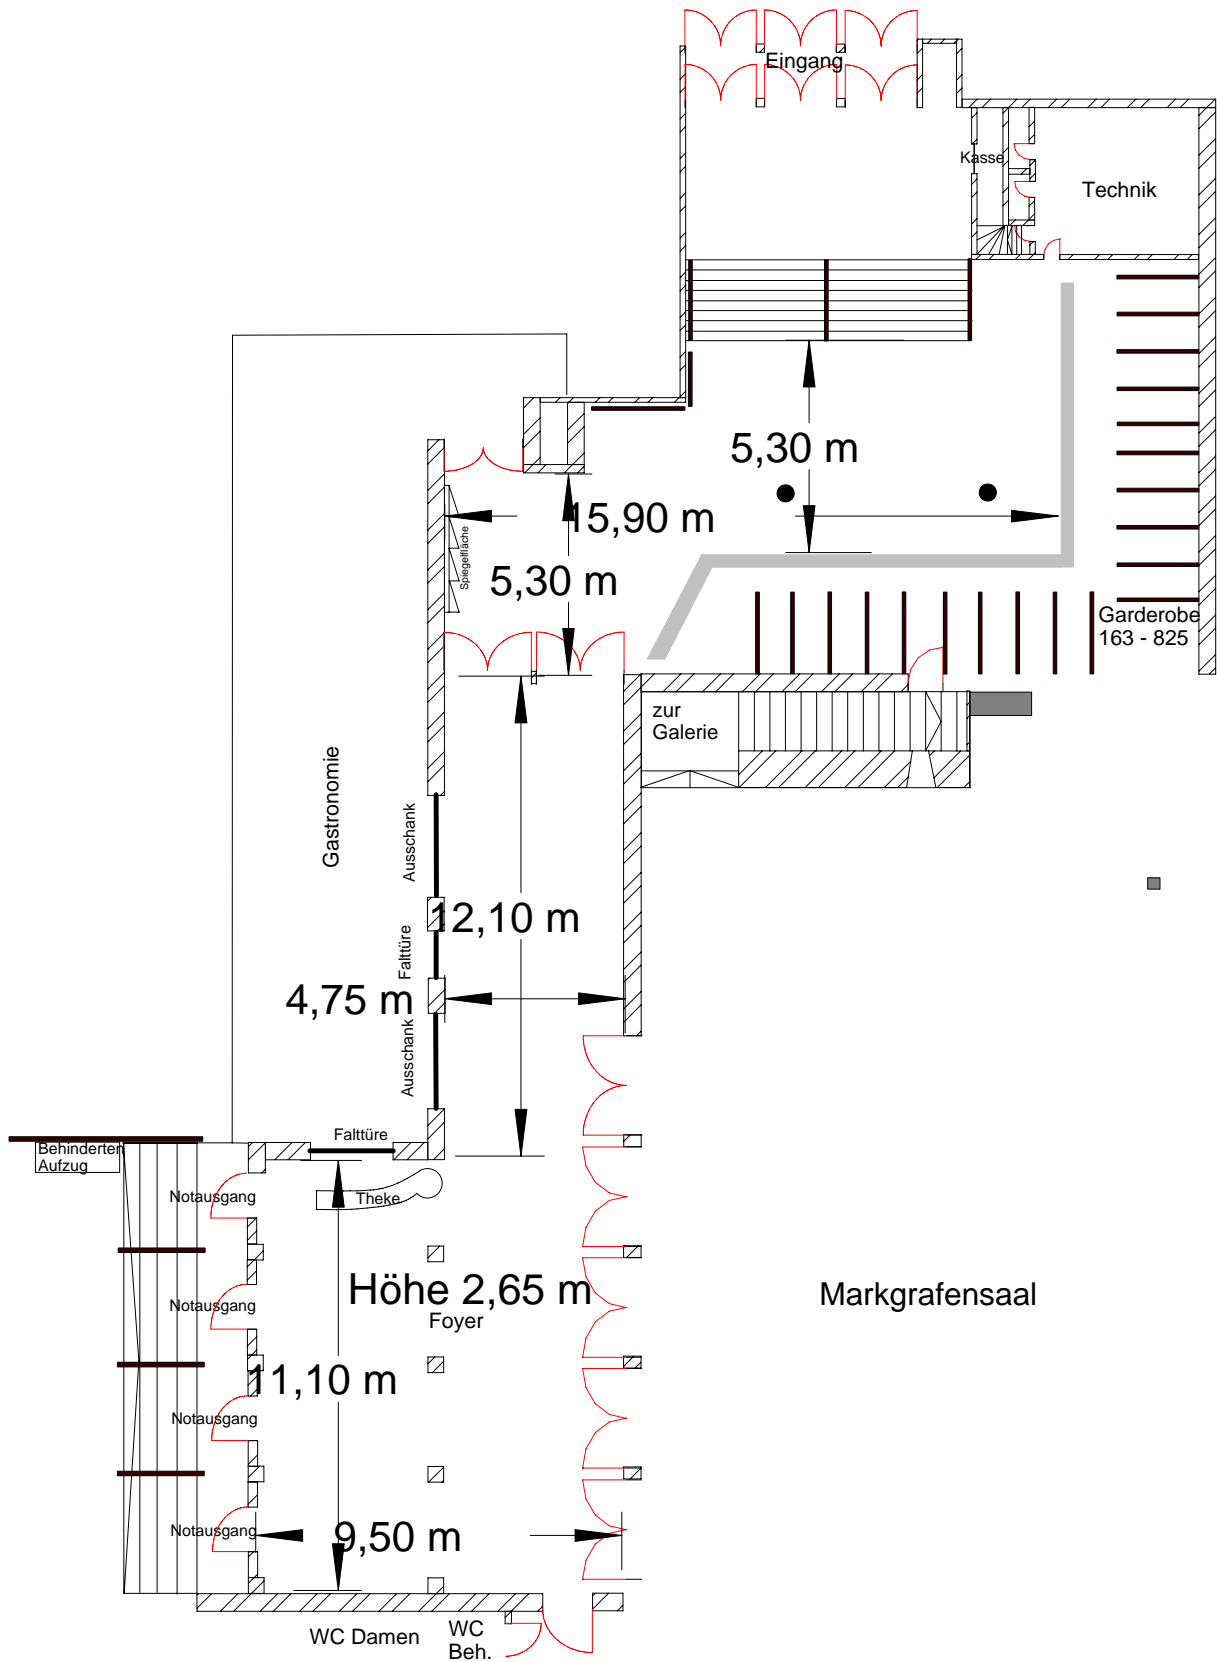 Eingang
Kasse
Technik
5,30 m
15,90 m
Spiegelfläche
5,30 m
Garderobe
163 - 825
zur
Galerie
Gastronomie
Ausschank
12,10 m
Falttüre
4,75 m
Ausschank
Falttüre
Behinderten
Aufzug
Notausgang
Theke
Höhe 2,65 m
Foyer
Notausgang
Markgrafensaal
11,10 m
Notausgang
Notausgang
9,50 m
WC Damen
WC
Beh.